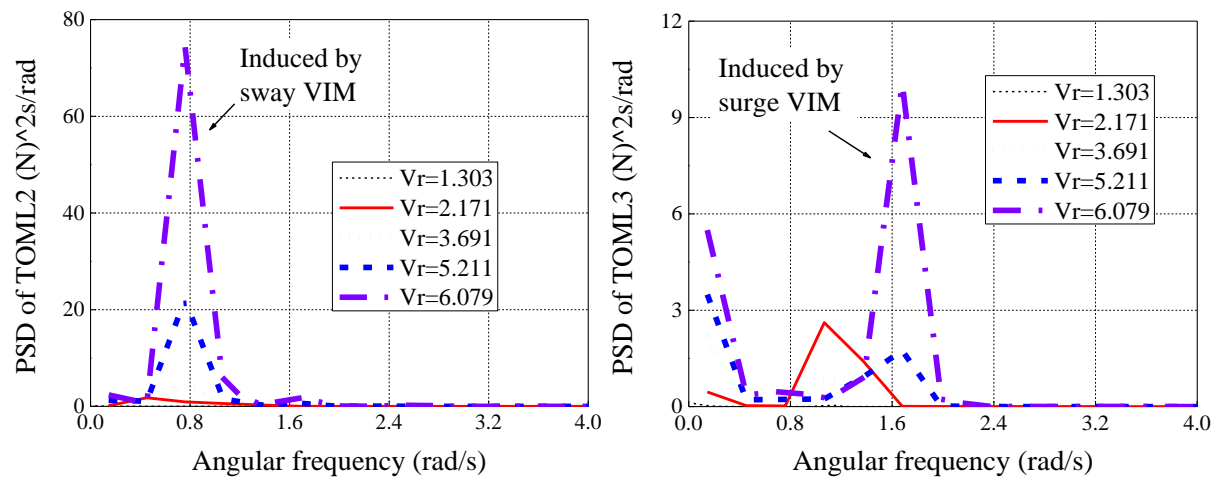 80
60
40
20
0
0.0 0.8 1.6 2.4 3.2 4.0
PSD of TOML2 (N)^2s/rad
Angular frequency (rad/s)
Induced by
sway VIM
Vr=1.303
Vr=2.171
Vr=3.691
Vr=5.211
Vr=6.079
12
9
6
3
0
0.0 0.8 1.6 2.4 3.2 4.0
PSD of TOML3 (N)^2s/rad
Angular frequency (rad/s)
Induced by
surge VIM
Vr=1.303
Vr=2.171
Vr=3.691
Vr=5.211
Vr=6.079